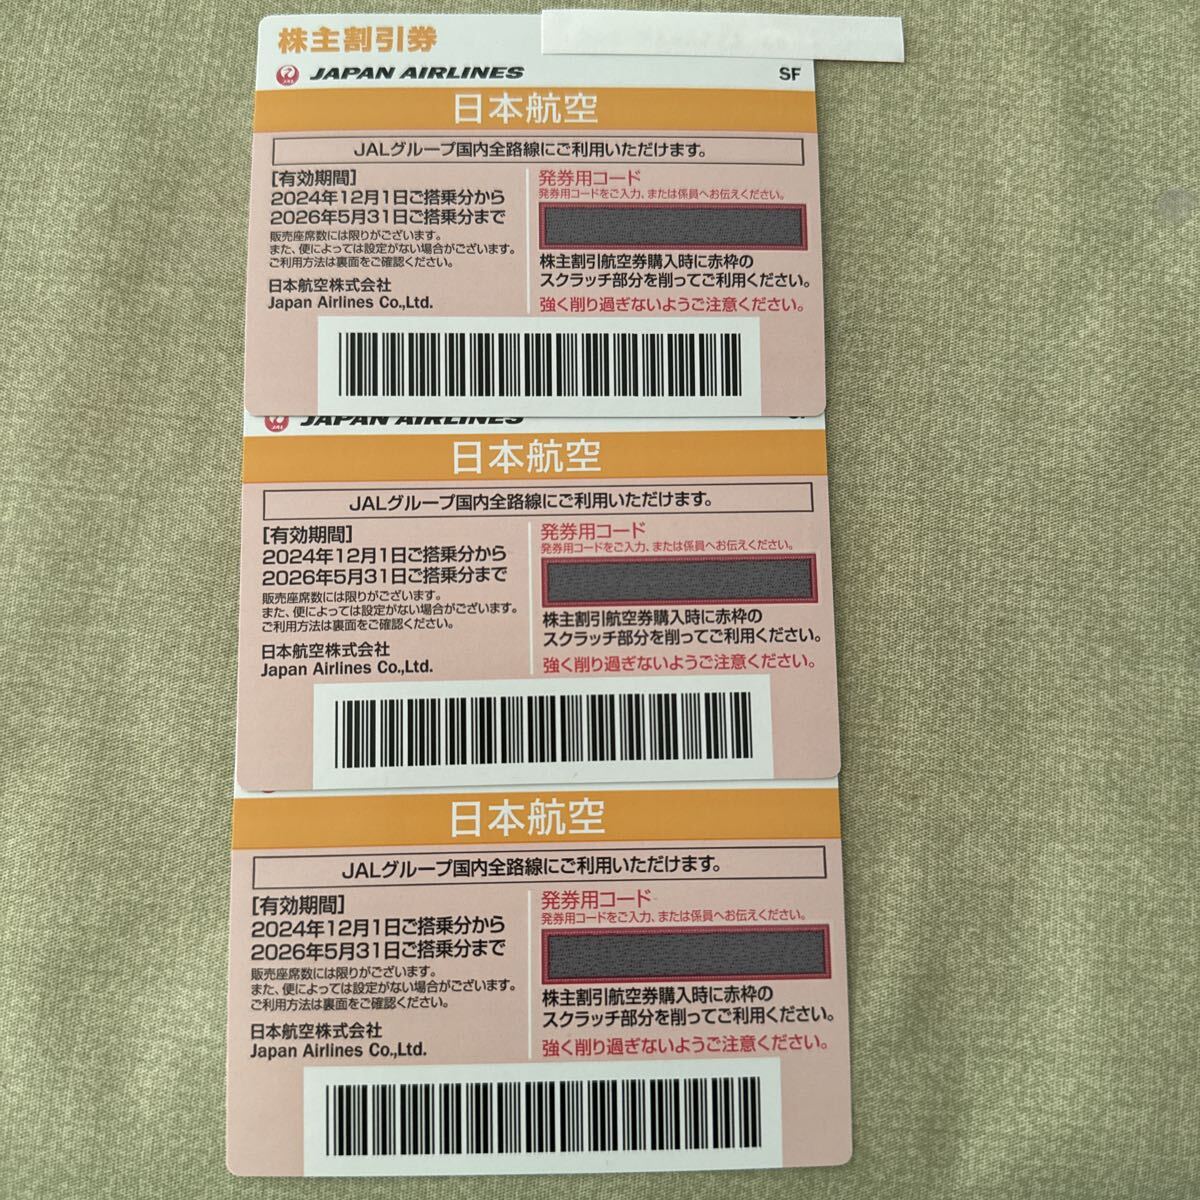 株主割引券
JAL JAPAN AIRLINES
SF
日本航空
JALグループ国内全路線にご利用いただけます。
[有効期間]
2024年12月1日ご搭乗分から
2026年5月31日ご搭乗分まで
販売座席数には限りがございます。
また、便によっては設定がない場合がございます。
ご利用方法は裏面をご確認ください。
日本航空株式会社
Japan Airlines Co.,Ltd.
発券用コード
発券用コードをご入力、または係員へお伝えください。
株主割引航空券購入時に赤枠の
スクラッチ部分を削ってご利用ください。
強く削り過ぎないようご注意ください。
JAL JAPAN AIRLINES
日本航空
JALグループ国内全路線にご利用いただけます。
[有効期間]
2024年12月1日ご搭乗分から
2026年5月31日ご搭乗分まで
販売座席数には限りがございます。
また、便によっては設定がない場合がございます。
ご利用方法は裏面をご確認ください。
日本航空株式会社
Japan Airlines Co.,Ltd.
発券用コード
発券用コードをご入力、または係員へお伝えください。
株主割引航空券購入時に赤枠の
スクラッチ部分を削ってご利用ください。
強く削り過ぎないようご注意ください。
日本航空
JALグループ国内全路線にご利用いただけます。
[有効期間]
2024年12月1日ご搭乗分から
2026年5月31日ご搭乗分まで
販売座席数には限りがございます。
また、便によっては設定がない場合がございます。
ご利用方法は裏面をご確認ください。
日本航空株式会社
Japan Airlines Co.,Ltd.
発券用コード
発券用コードをご入力、または係員へお伝えください。
株主割引航空券購入時に赤枠の
スクラッチ部分を削ってご利用ください。
強く削り過ぎないようご注意ください。